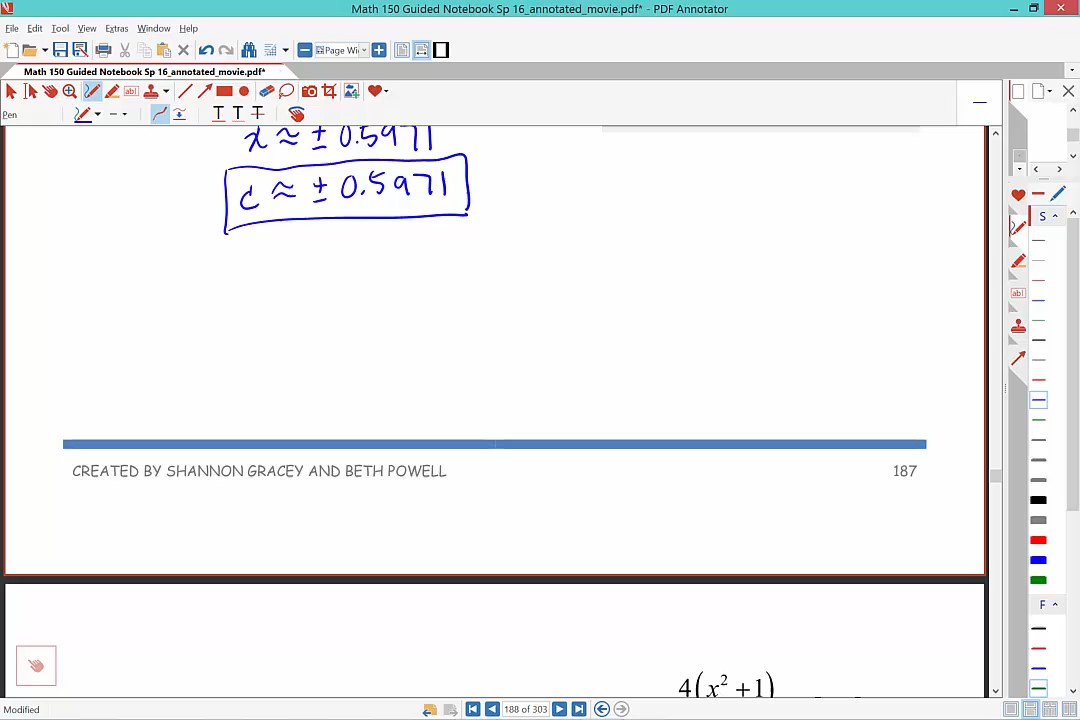 Math 150 Guided Notebook Sp 16_annotated_movie.pdf* - PDF Annotator
File Edit Tool View Extras Window Help
Page Wi
Math 150 Guided Notebook Sp 16_annotated_movie.pdf*
Pen
x ≈ ± 0.5971
c ≈ ± 0.5971
S
CREATED BY SHANNON GRACEY AND BETH POWELL 187
F
4(x² + 1)
Modified 188 of 303